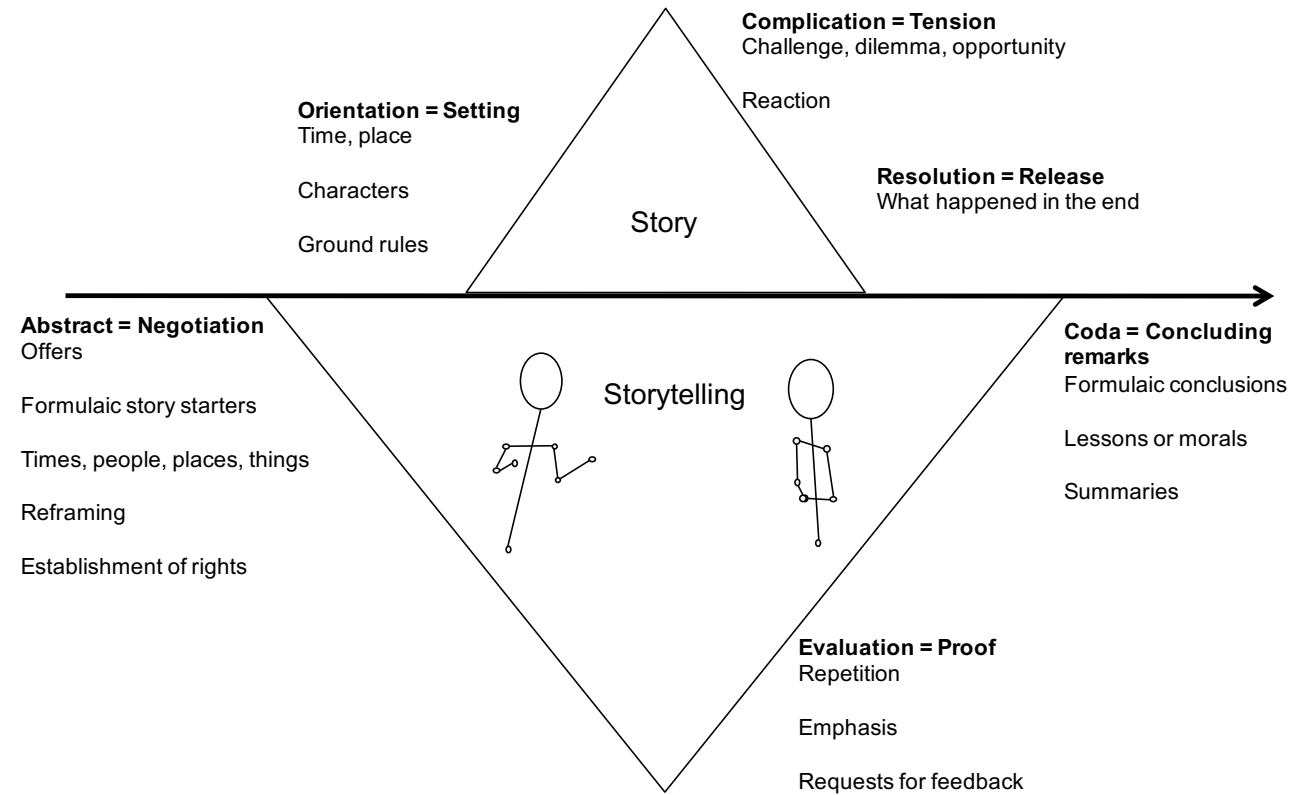 Complication = Tension
Challenge, dilemma, opportunity
Reaction
Orientation = Setting
Time, place
Characters
Ground rules
Resolution = Release
What happened in the end
Story
Abstract = Negotiation
Offers
Formulaic story starters
Times, people, places, things
Reframing
Establishment of rights
Storytelling
Coda = Concluding
remarks
Formulaic conclusions
Lessons or morals
Summaries
Evaluation = Proof
Repetition
Emphasis
Requests for feedback